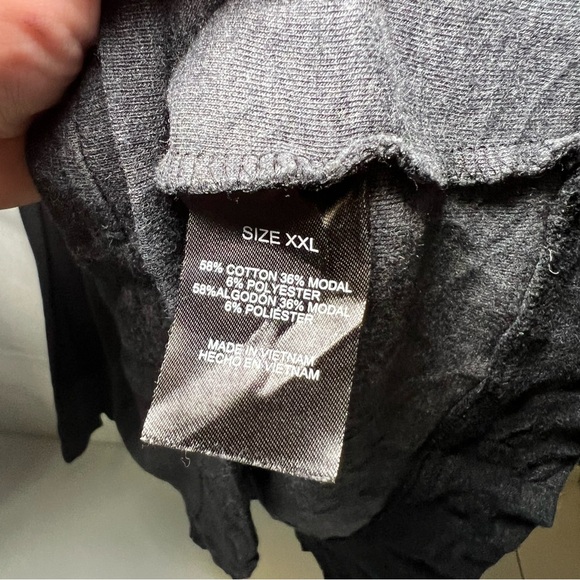 SIZE XXL
58% COTTON 36% MODAL
6% POLYESTER
58%ALGODÓN 36% MODAL
6% POLIÉSTER
MADE IN VIETNAM
HECHO EN VIETNAM